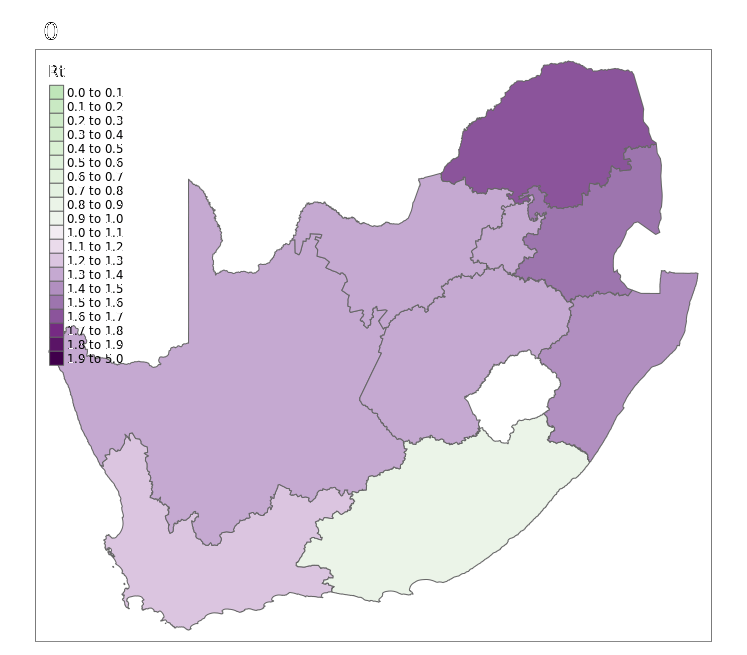 0
Rt
0.0 to 0.1
0.1 to 0.2
0.2 to 0.3
0.3 to 0.4
0.4 to 0.5
0.5 to 0.6
0.6 to 0.7
0.7 to 0.8
0.8 to 0.9
0.9 to 1.0
1.0 to 1.1
1.1 to 1.2
1.2 to 1.3
1.3 to 1.4
1.4 to 1.5
1.5 to 1.6
1.6 to 1.7
1.7 to 1.8
1.8 to 1.9
1.9 to 5.0